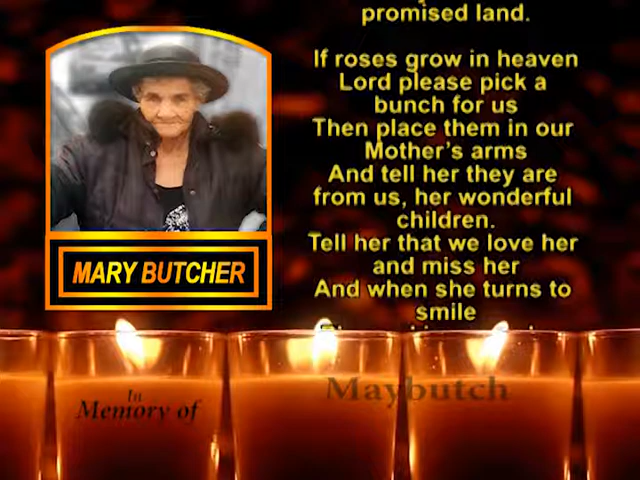 promised land.
If roses grow in heaven
Lord please pick a
bunch for us
Then place them in our
Mother's arms
And tell her they are
from us, her wonderful
children.
Tell her that we love her
and miss her
And when she turns to
smile
MARY BUTCHER
In
Memory of
Maybutch